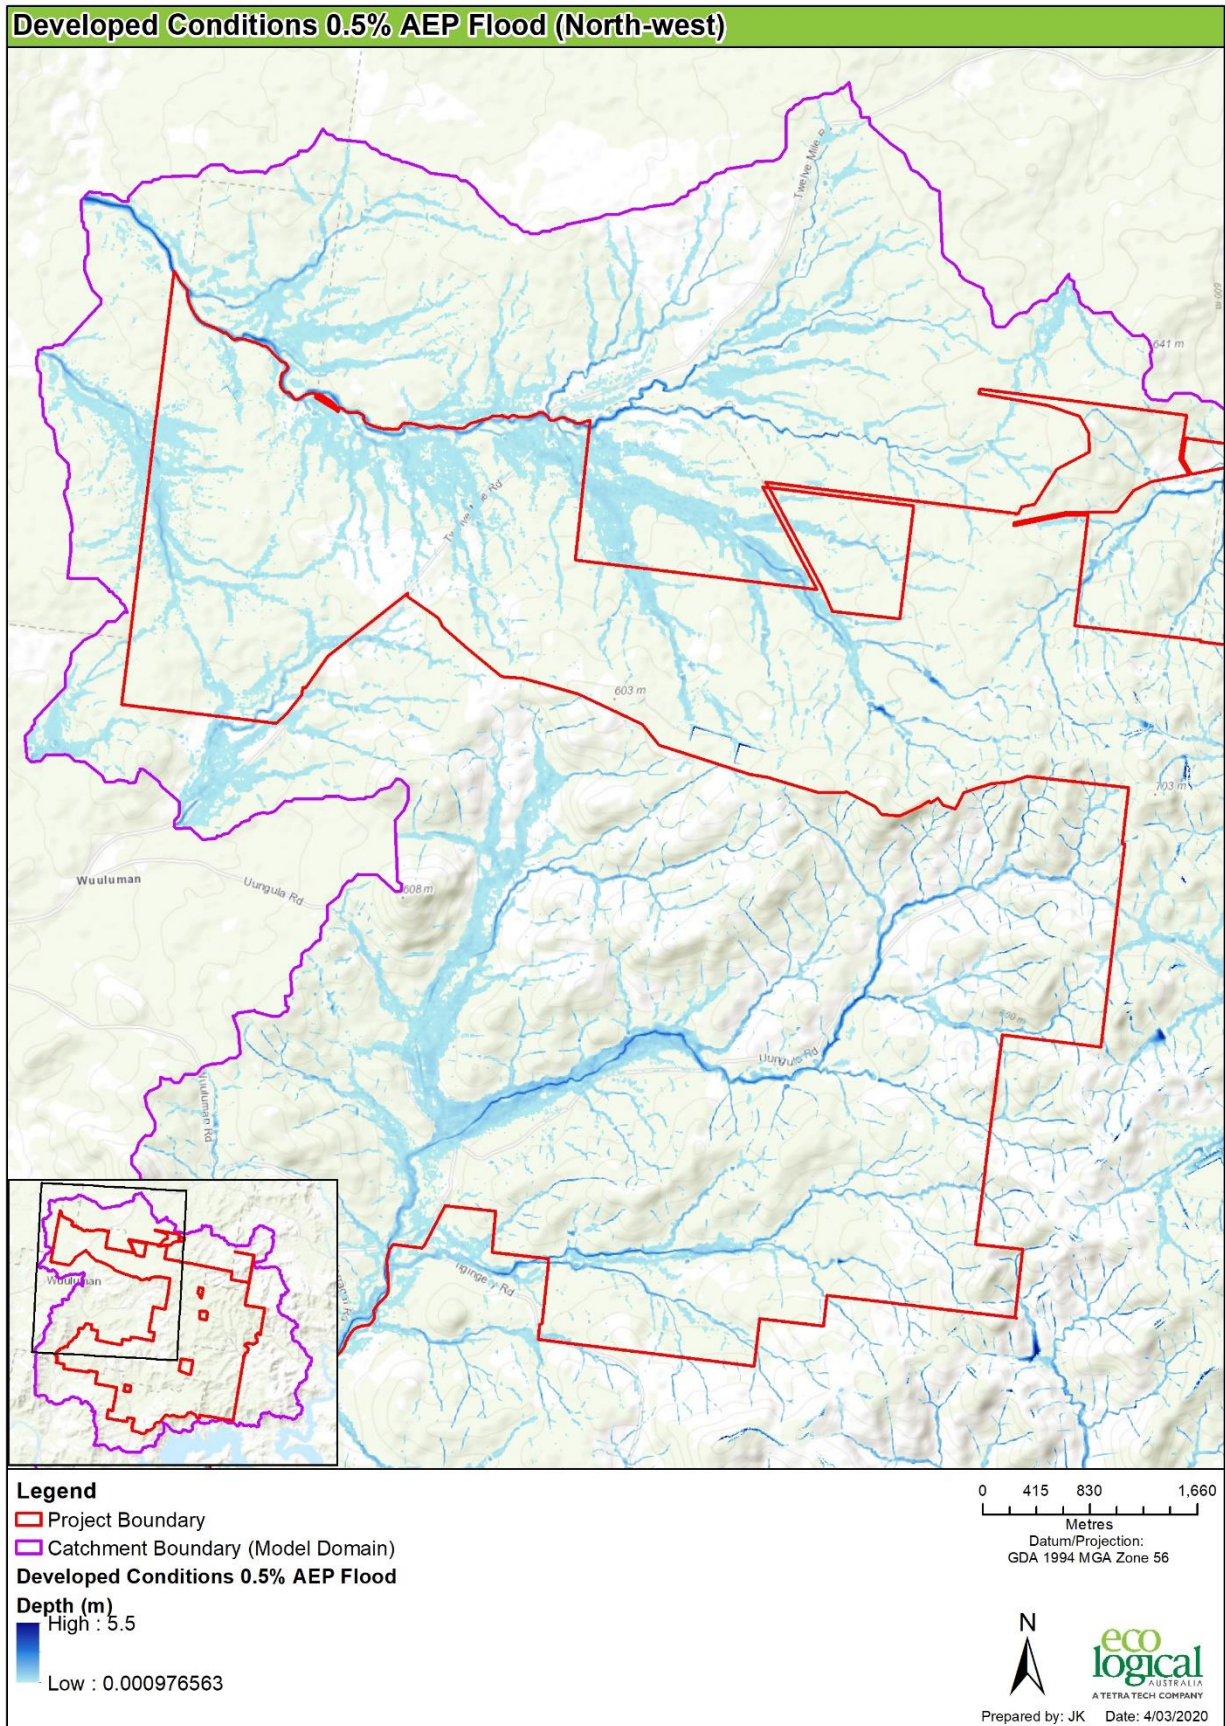 Developed Conditions 0.5% AEP Flood (North-west)
Twelve Mile
600 m
641 m
Rd
603 m
703 m
Wuuluman
Uungula Rd
608 m
Uungula Rd
Wuuluman Rd
Wuuluman
Rd
Legend
Project Boundary
Catchment Boundary (Model Domain)
Developed Conditions 0.5% AEP Flood
Depth (m)
High : 5.5
Low : 0.000976563
0 415 830 1,660
Metres
Datum/Projection:
GDA 1994 MGA Zone 56
N
eco
logical
AUSTRALIA
A TETRA TECH COMPANY
Prepared by: JK Date: 4/03/2020